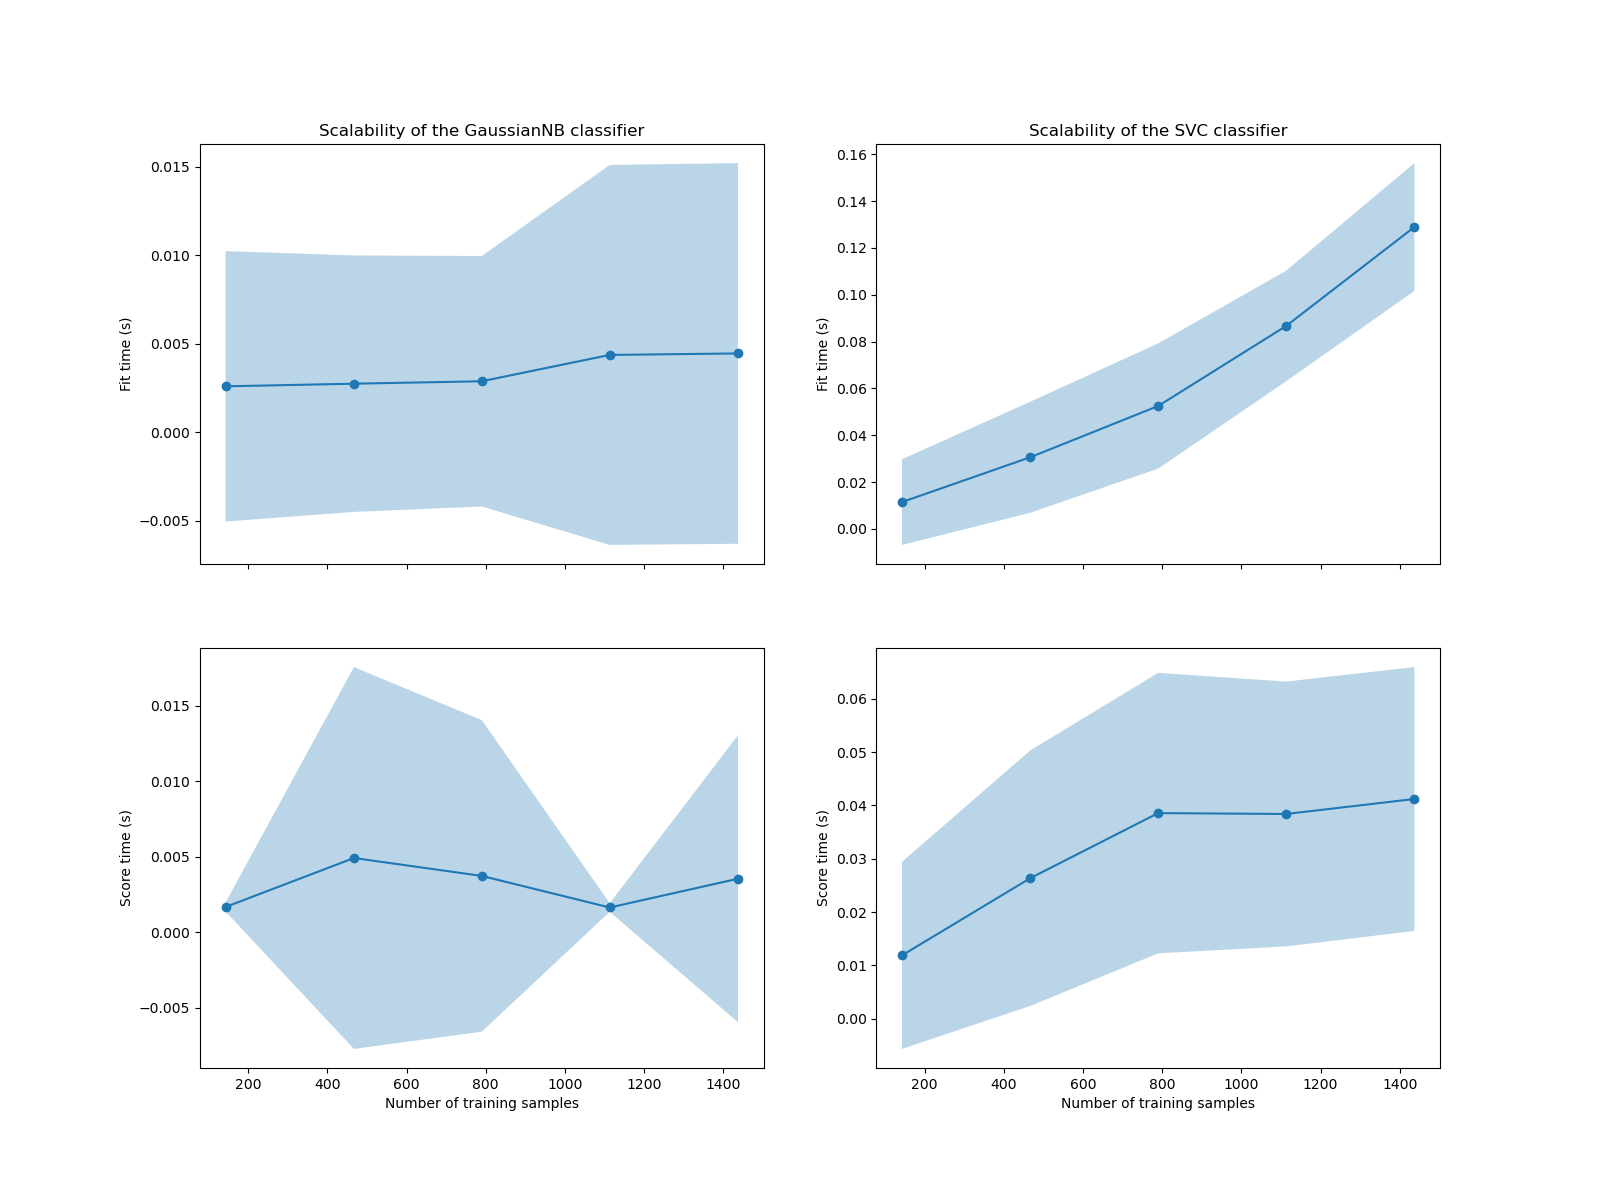 Scalability of the GaussianNB classifier
0.015
0.010
0.005
0.000
−0.005
Fit time (s)
Scalability of the SVC classifier
0.16
0.14
0.12
0.10
0.08
0.06
0.04
0.02
0.00
Fit time (s)
0.015
0.010
0.005
0.000
−0.005
Score time (s)
200 400 600 800 1000 1200 1400
Number of training samples
0.06
0.05
0.04
0.03
0.02
0.01
0.00
Score time (s)
200 400 600 800 1000 1200 1400
Number of training samples